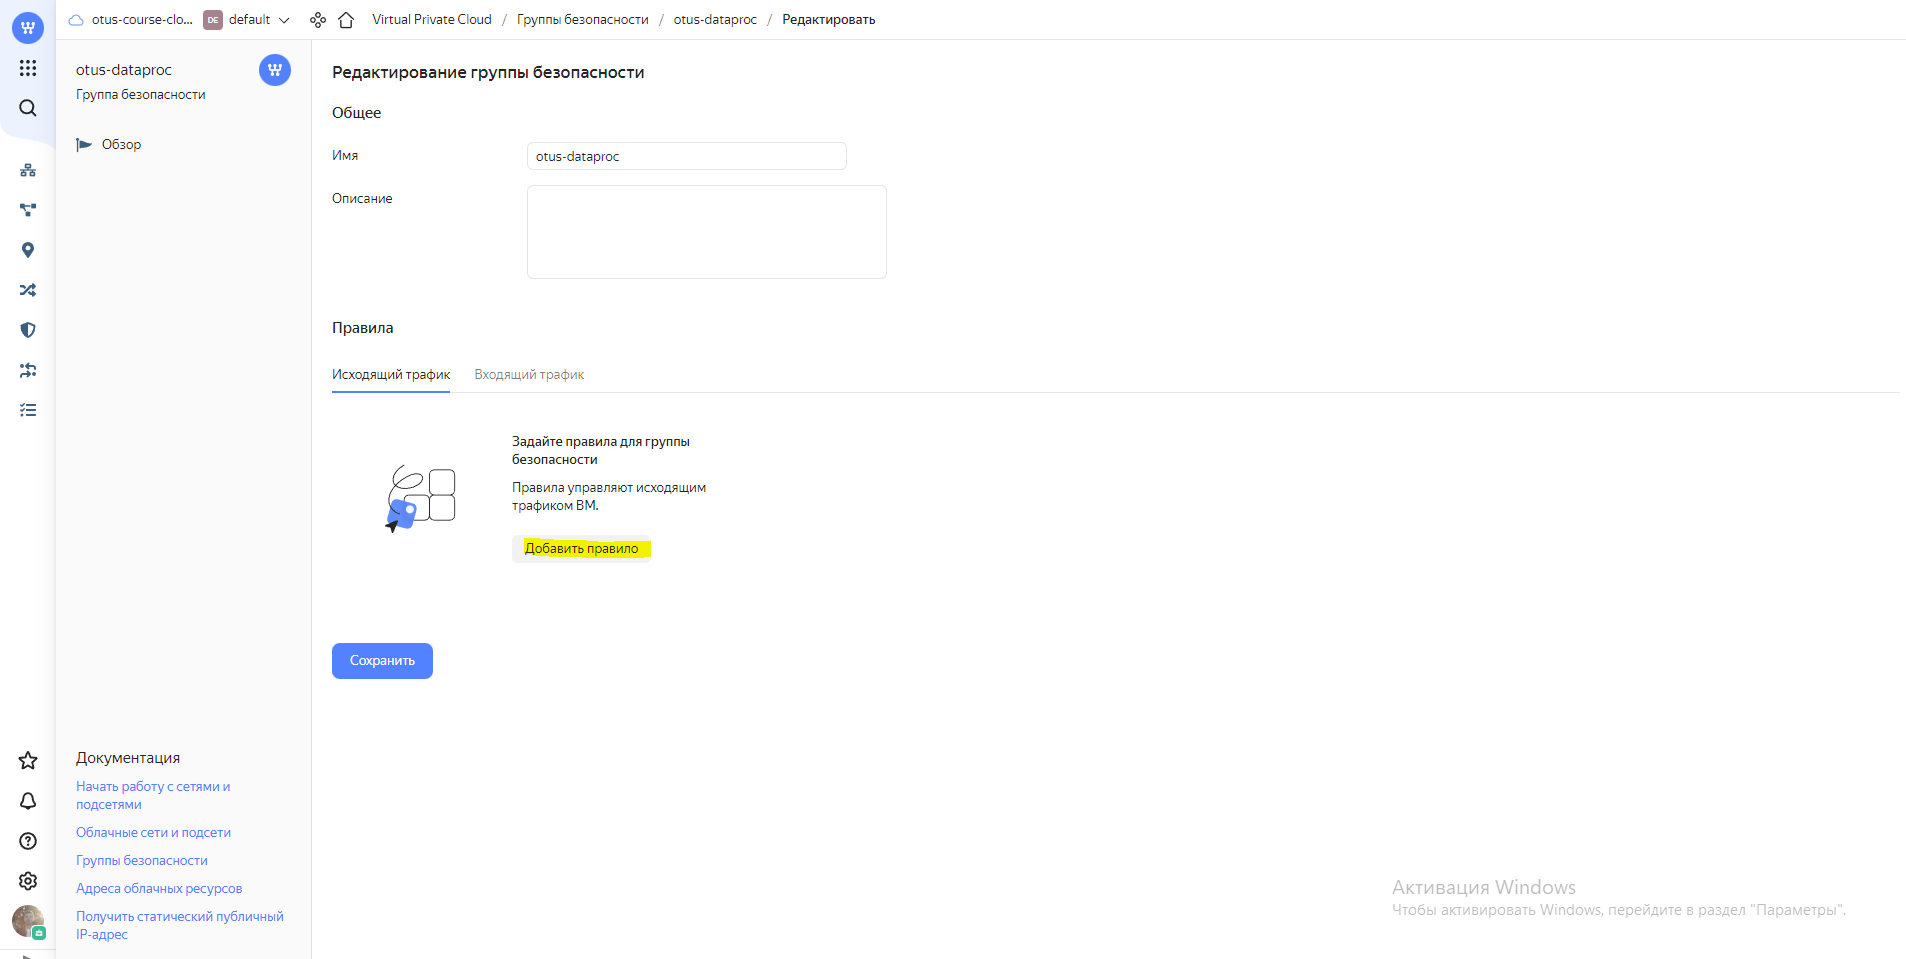 otus-course-clo...
DE
default
Virtual Private Cloud / Группы безопасности / otus-dataproc / Редактировать
otus-dataproc
Группа безопасности
Обзор
Редактирование группы безопасности
Общее
Имя
otus-dataproc
Описание
Правила
Исходящий трафик
Входящий трафик
Задайте правила для группы
безопасности
Правила управляют исходящим
трафиком ВМ.
Добавить правило
Сохранить
Документация
Начать работу с сетями и
подсетями
Облачные сети и подсети
Группы безопасности
Адреса облачных ресурсов
Получить статический публичный
IP-адрес
Активация Windows
Чтобы активировать Windows, перейдите в раздел "Параметры".